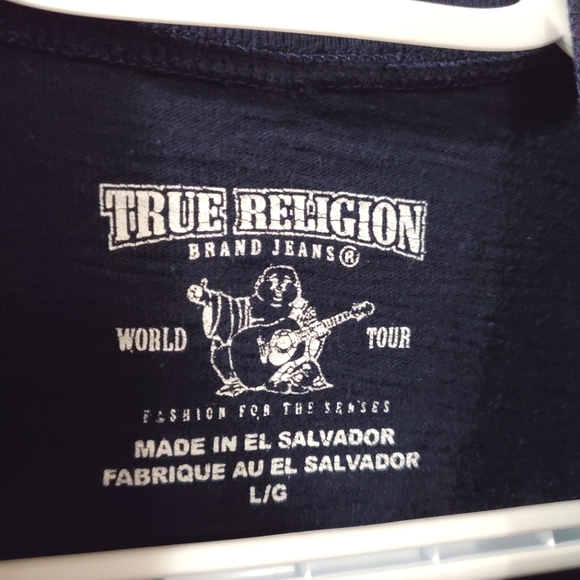 TRUE RELIGION
BRAND JEANS®
WORLD TOUR
FASHION FOR THE SENSES
MADE IN EL SALVADOR
FABRIQUE AU EL SALVADOR
L/G